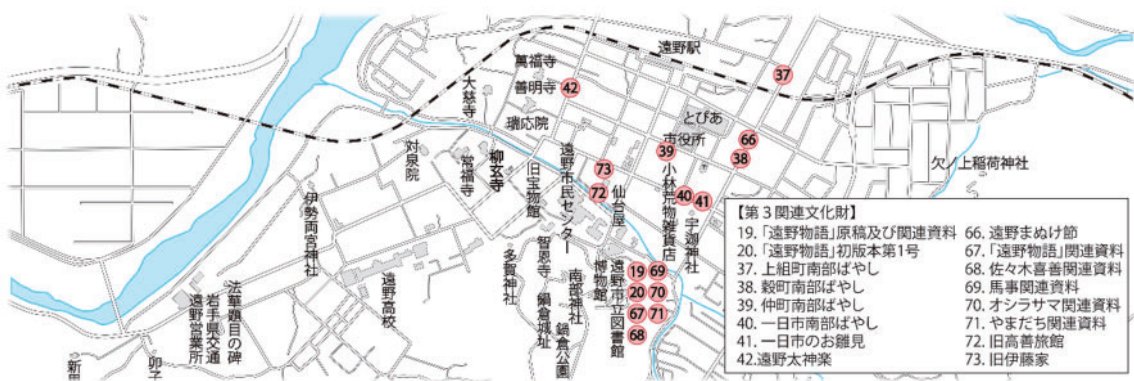 遠野駅
萬福寺
善明寺
大慈寺
瑞応院
とぴあ
市役所
対泉院
常福寺
柳玄寺
旧宝物館
遠野市民センター
仙台屋
小林荒物雑貨店
宇迦神社
欠ノ上稲荷神社
伊勢両宮神社
遠野高校
多賀神社
智恩寺
鍋倉城址
南部神社
鍋倉公園
博物館
遠野市立図書館
法華題目の碑
岩手県交通
遠野営業所
卯子
新里
37
42
66
38
39
73
72
40
41
19 69
20 70
67 71
68
【第3関連文化財】
19.「遠野物語」原稿及び関連資料
20.「遠野物語」初版本第1号
37. 上組町南部ばやし
38. 穀町南部ばやし
39. 仲町南部ばやし
40. 一日市南部ばやし
41. 一日市のお雛見
42.遠野太神楽
66. 遠野まぬけ節
67.「遠野物語」関連資料
68. 佐々木喜善関連資料
69. 馬事関連資料
70. オシラサマ関連資料
71. やまだち関連資料
72. 旧高善旅館
73. 旧伊藤家